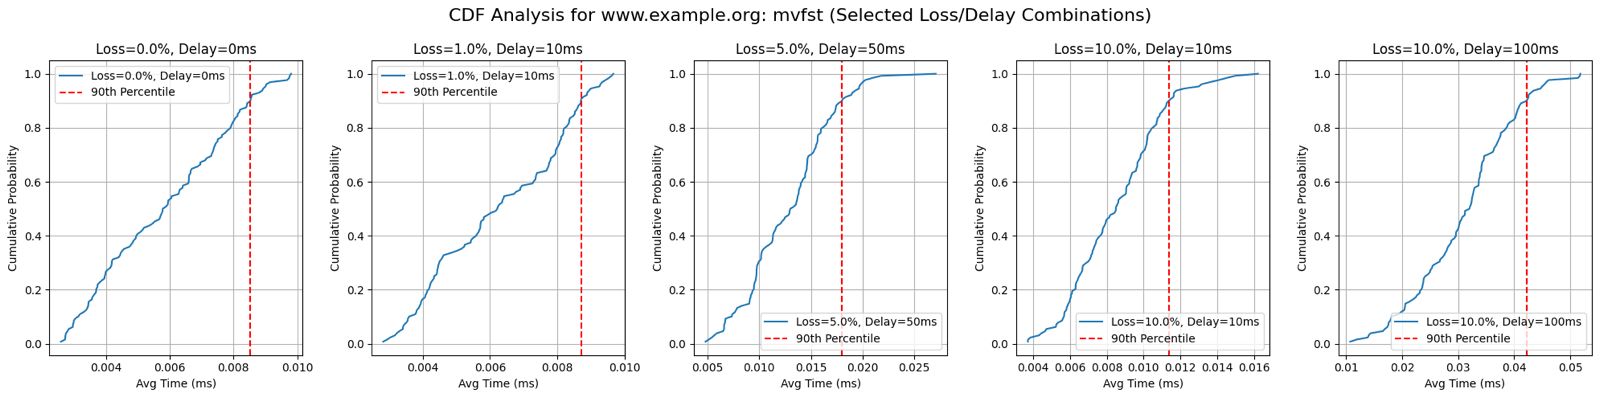 CDF Analysis for www.example.org: mvfst (Selected Loss/Delay Combinations)
Loss=0.0%, Delay=0ms
Cumulative Probability
1.0
0.8
0.6
0.4
0.2
0.0
Loss=0.0%, Delay=0ms
90th Percentile
0.004 0.006 0.008 0.010
Avg Time (ms)
Loss=1.0%, Delay=10ms
Cumulative Probability
1.0
0.8
0.6
0.4
0.2
0.0
Loss=1.0%, Delay=10ms
90th Percentile
0.004 0.006 0.008 0.010
Avg Time (ms)
Loss=5.0%, Delay=50ms
Cumulative Probability
1.0
0.8
0.6
0.4
0.2
0.0
Loss=5.0%, Delay=50ms
90th Percentile
0.005 0.010 0.015 0.020 0.025
Avg Time (ms)
Loss=10.0%, Delay=10ms
Cumulative Probability
1.0
0.8
0.6
0.4
0.2
0.0
Loss=10.0%, Delay=10ms
90th Percentile
0.004 0.006 0.008 0.010 0.012 0.014 0.016
Avg Time (ms)
Loss=10.0%, Delay=100ms
Cumulative Probability
1.0
0.8
0.6
0.4
0.2
0.0
Loss=10.0%, Delay=100ms
90th Percentile
0.01 0.02 0.03 0.04 0.05
Avg Time (ms)